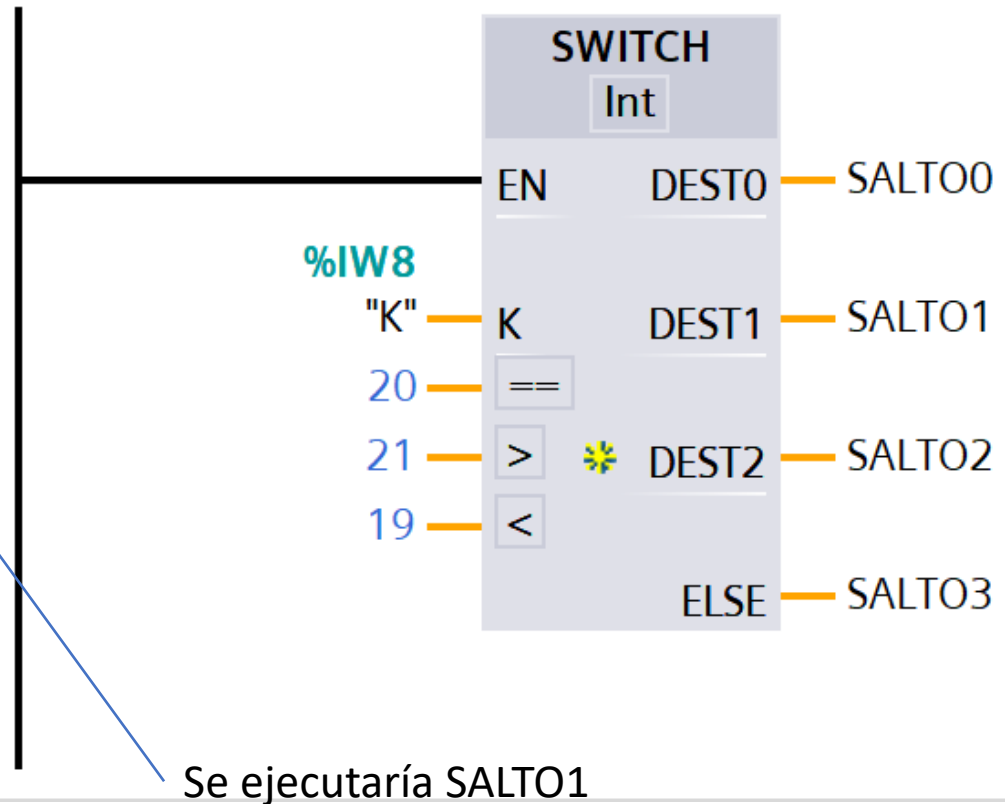 SWITCH
Int
EN DEST0 SALTO0
%IW8
"K" K DEST1 SALTO1
20 ==
21 > DEST2 SALTO2
19 <
ELSE SALTO3
Se ejecutaría SALTO1